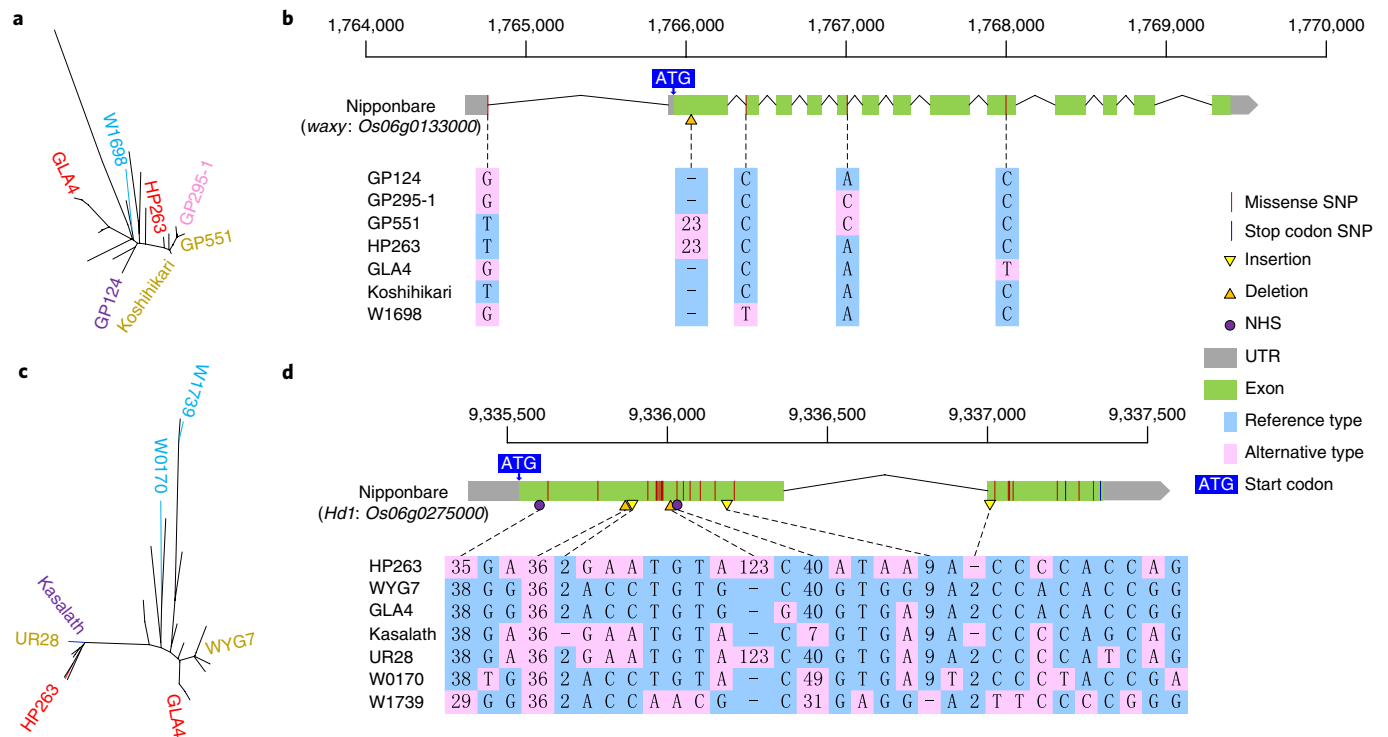 a
W1698
GLA4
HP263
GP295-1
GP551
Koshihikari
GP124
b
1,764,000 1,765,000 1,766,000 1,767,000 1,768,000 1,769,000 1,770,000
ATG
Nipponbare
(waxy: Os06g0133000)
GP124 G – C A C
GP295-1 G – C C C
GP551 T 23 C C C
HP263 T 23 C A C
GLA4 G – C A T
Koshihikari T – C A C
W1698 G – T A C
Missense SNP
Stop codon SNP
Insertion
Deletion
NHS
UTR
Exon
Reference type
Alternative type
ATG Start codon
c
W1739
W0170
Kasalath
UR28
WYG7
HP263
GLA4
d
9,335,500 9,336,000 9,336,500 9,337,000 9,337,500
ATG
Nipponbare
(Hd1: Os06g0275000)
HP263 35 G A 36 2 G A A T G T A 123 C 40 A T A A 9 A – C C C A C C A G
WYG7 38 G G 36 2 A C C T G T G – C 40 G T G G 9 A 2 C C A C A C C G G
GLA4 38 G G 36 2 A C C T G T G – G 40 G T G A 9 A 2 C C A C A C C G G
Kasalath 38 G A 36 – G A A T G T A – C 7 G T G A 9 A – C C C A G C A G
UR28 38 G A 36 2 G A A T G T A 123 C 40 G T G A 9 A 2 C C C A T C A G
W0170 38 T G 36 2 A C C T G T A – C 49 G T G A 9 T 2 C C C T A C C G A
W1739 29 G G 36 2 A C C A A C G – C 31 G A G G – A 2 T T C C C C G G G